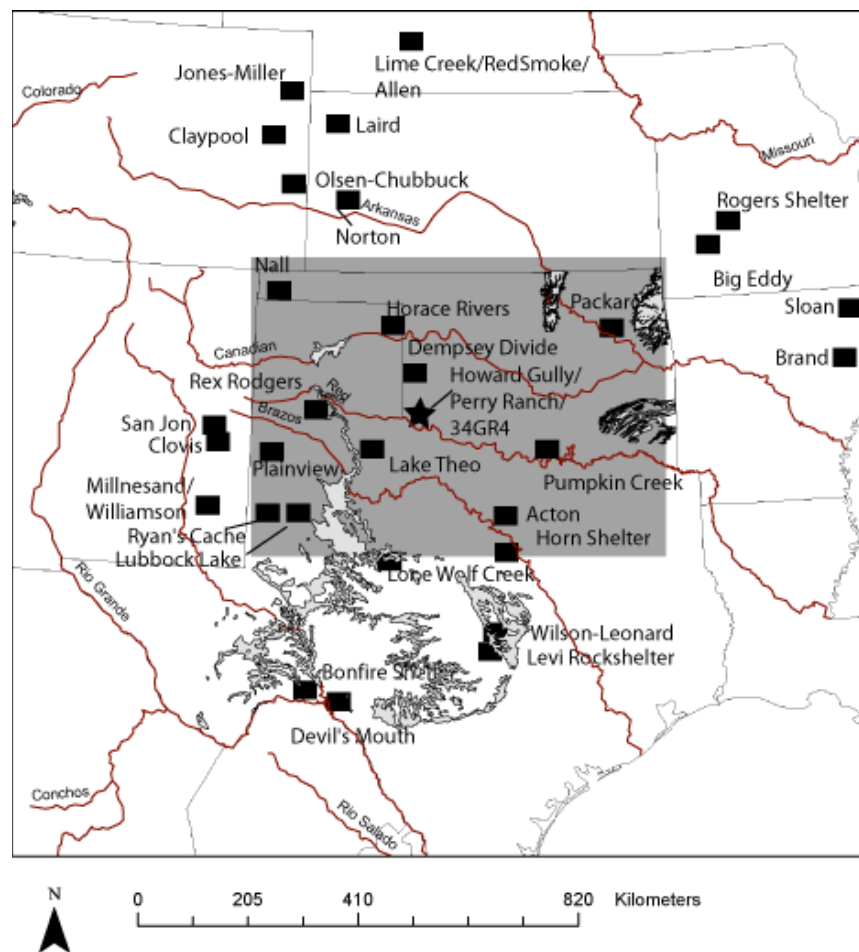 Lime Creek/RedSmoke/
Allen
Jones-Miller
Colorado
Claypool
Laird
Missouri
Olsen-Chubbuck
Arkansas
Norton
Rogers Shelter
Big Eddy
Nall
Horace Rivers
Packard
Sloan
Canadian
Dempsey Divide
Brand
Rex Rodgers
Red
Howard Gully/
Perry Ranch/
34GR4
Brazos
San Jon
Clovis
Plainview
Lake Theo
Pumpkin Creek
Millnesand/
Williamson
Ryan's Cache
Lubbock Lake
Acton
Horn Shelter
Lone Wolf Creek
Rio Grande
Wilson-Leonard
Levi Rockshelter
Bonfire Shelter
Devil's Mouth
Conchos
Rio Salado
N
0 205 410 820 Kilometers